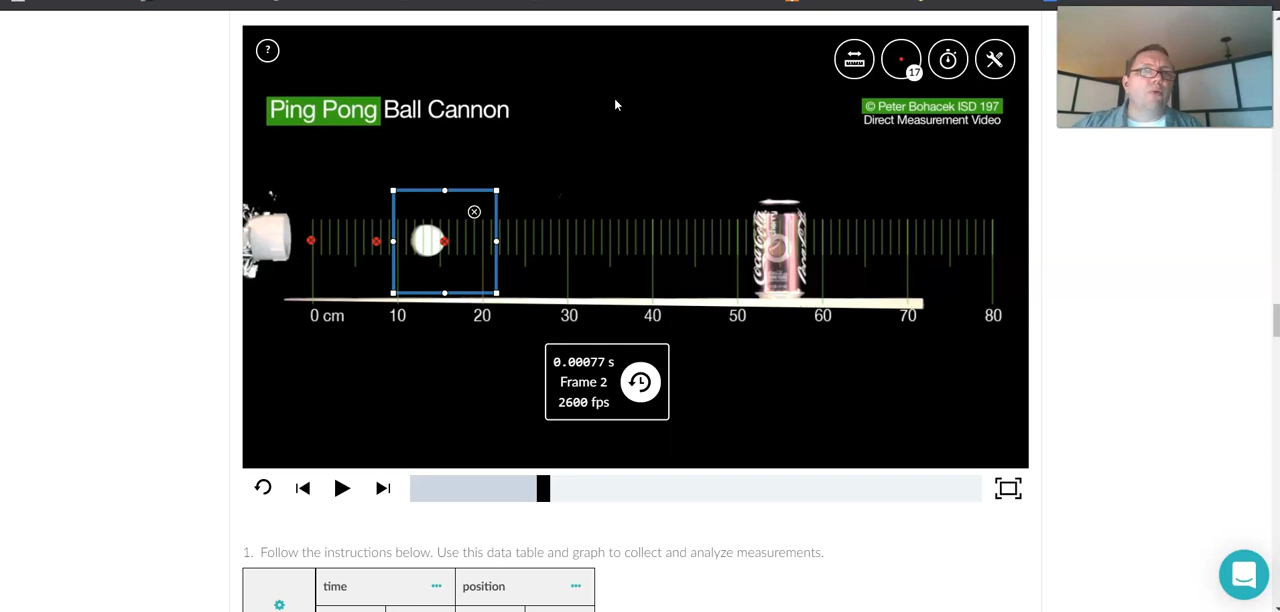 ?
17
Ping Pong Ball Cannon
© Peter Bohacek ISD 197
Direct Measurement Video
Coca-Cola
0 cm 10 20 30 40 50 60 70 80
0.00077 s
Frame 2
2600 fps
1. Follow the instructions below. Use this data table and graph to collect and analyze measurements.
time ••• position •••